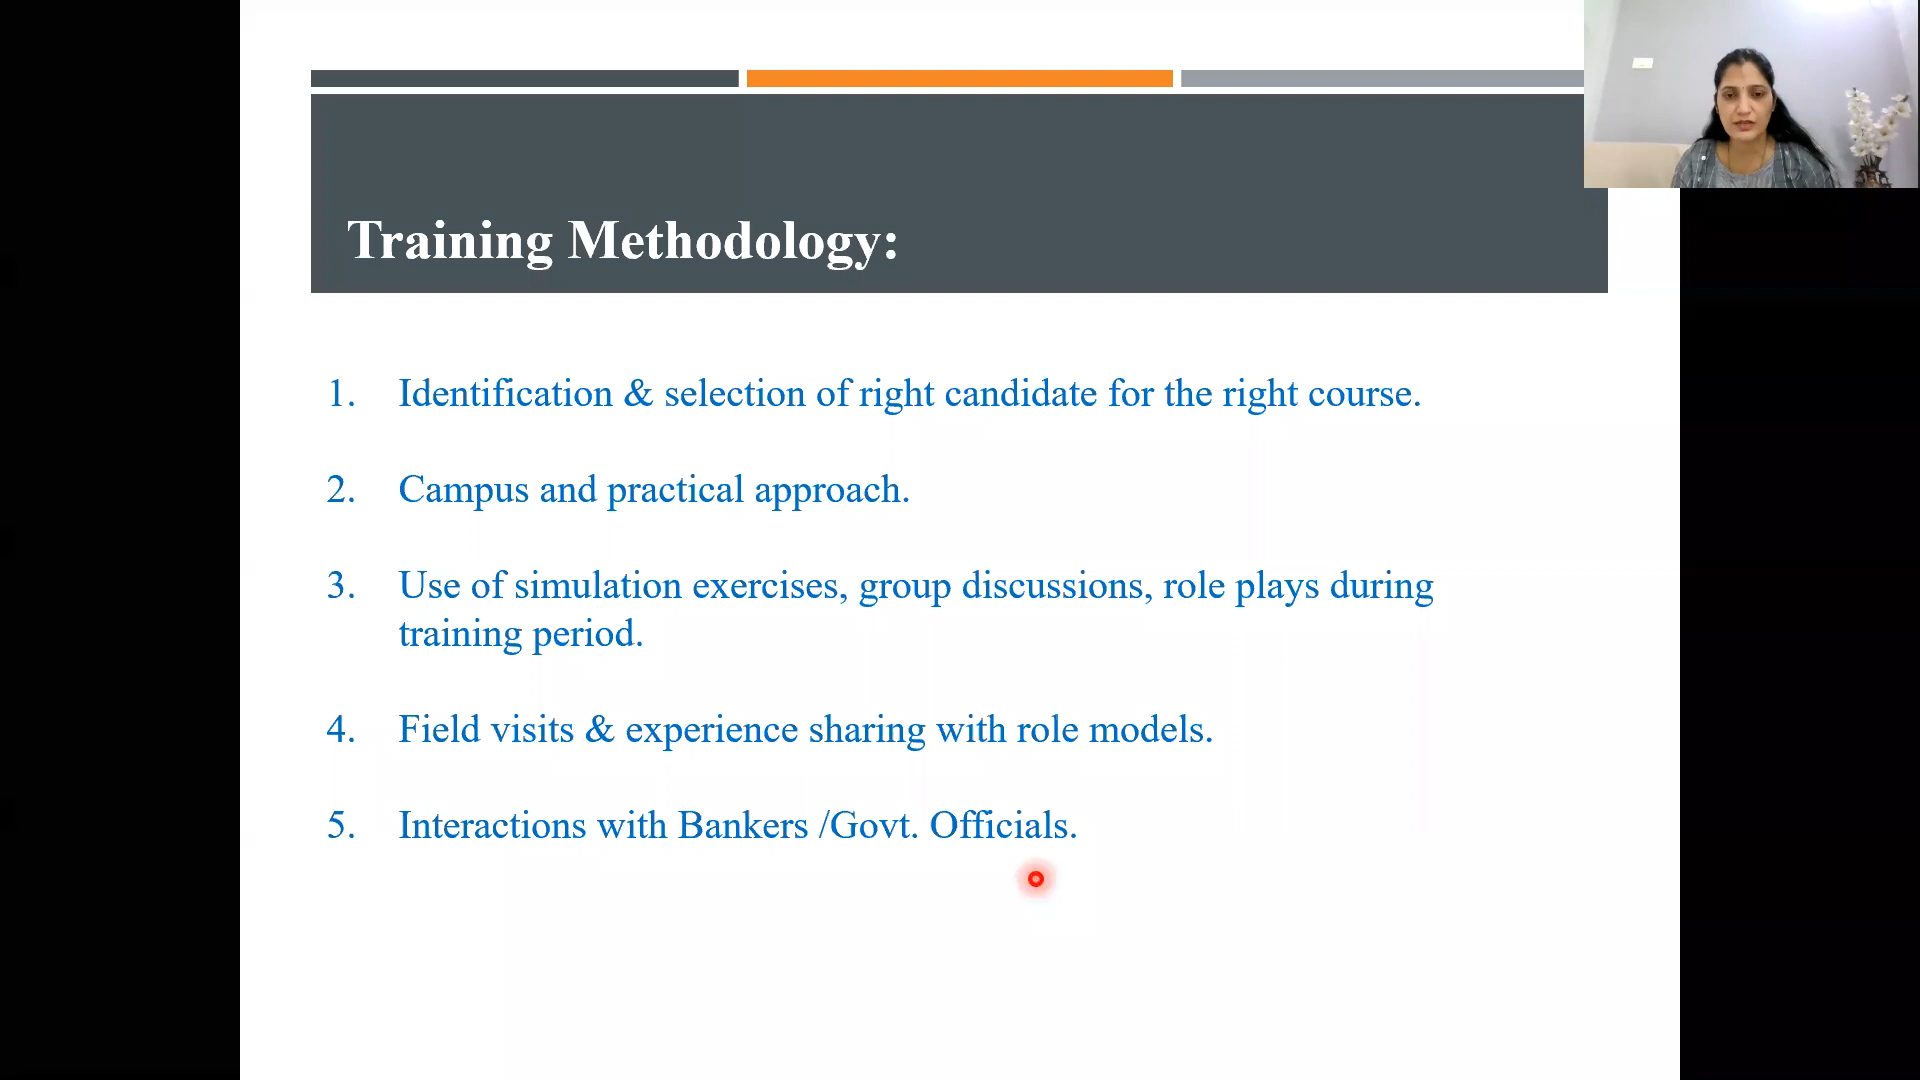 Training Methodology:
1. Identification & selection of right candidate for the right course.
2. Campus and practical approach.
3. Use of simulation exercises, group discussions, role plays during
training period.
4. Field visits & experience sharing with role models.
5. Interactions with Bankers /Govt. Officials.